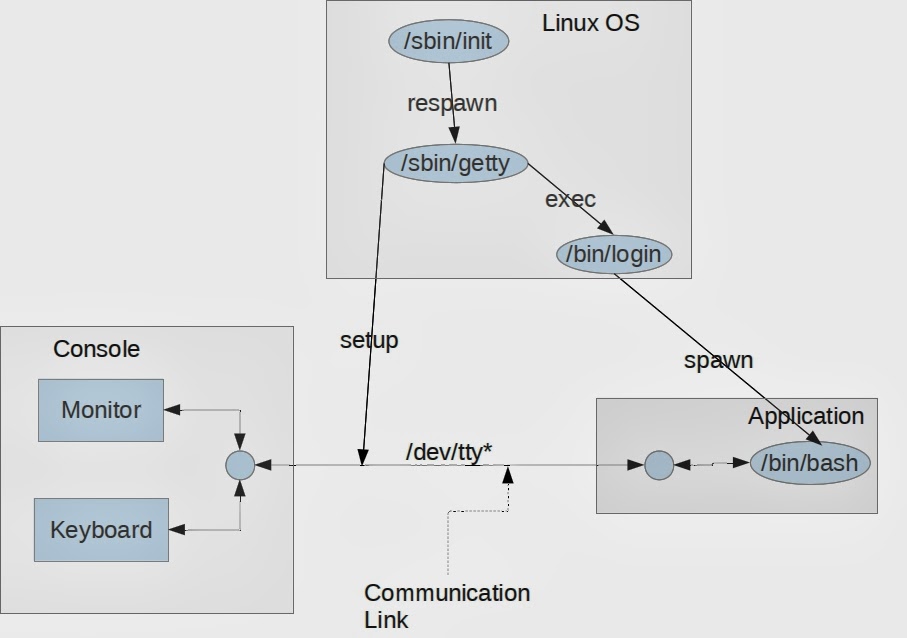 Linux OS
/sbin/init
respawn
/sbin/getty
exec
/bin/login
setup
spawn
Console
Monitor
Keyboard
/dev/tty*
Application
/bin/bash
Communication
Link